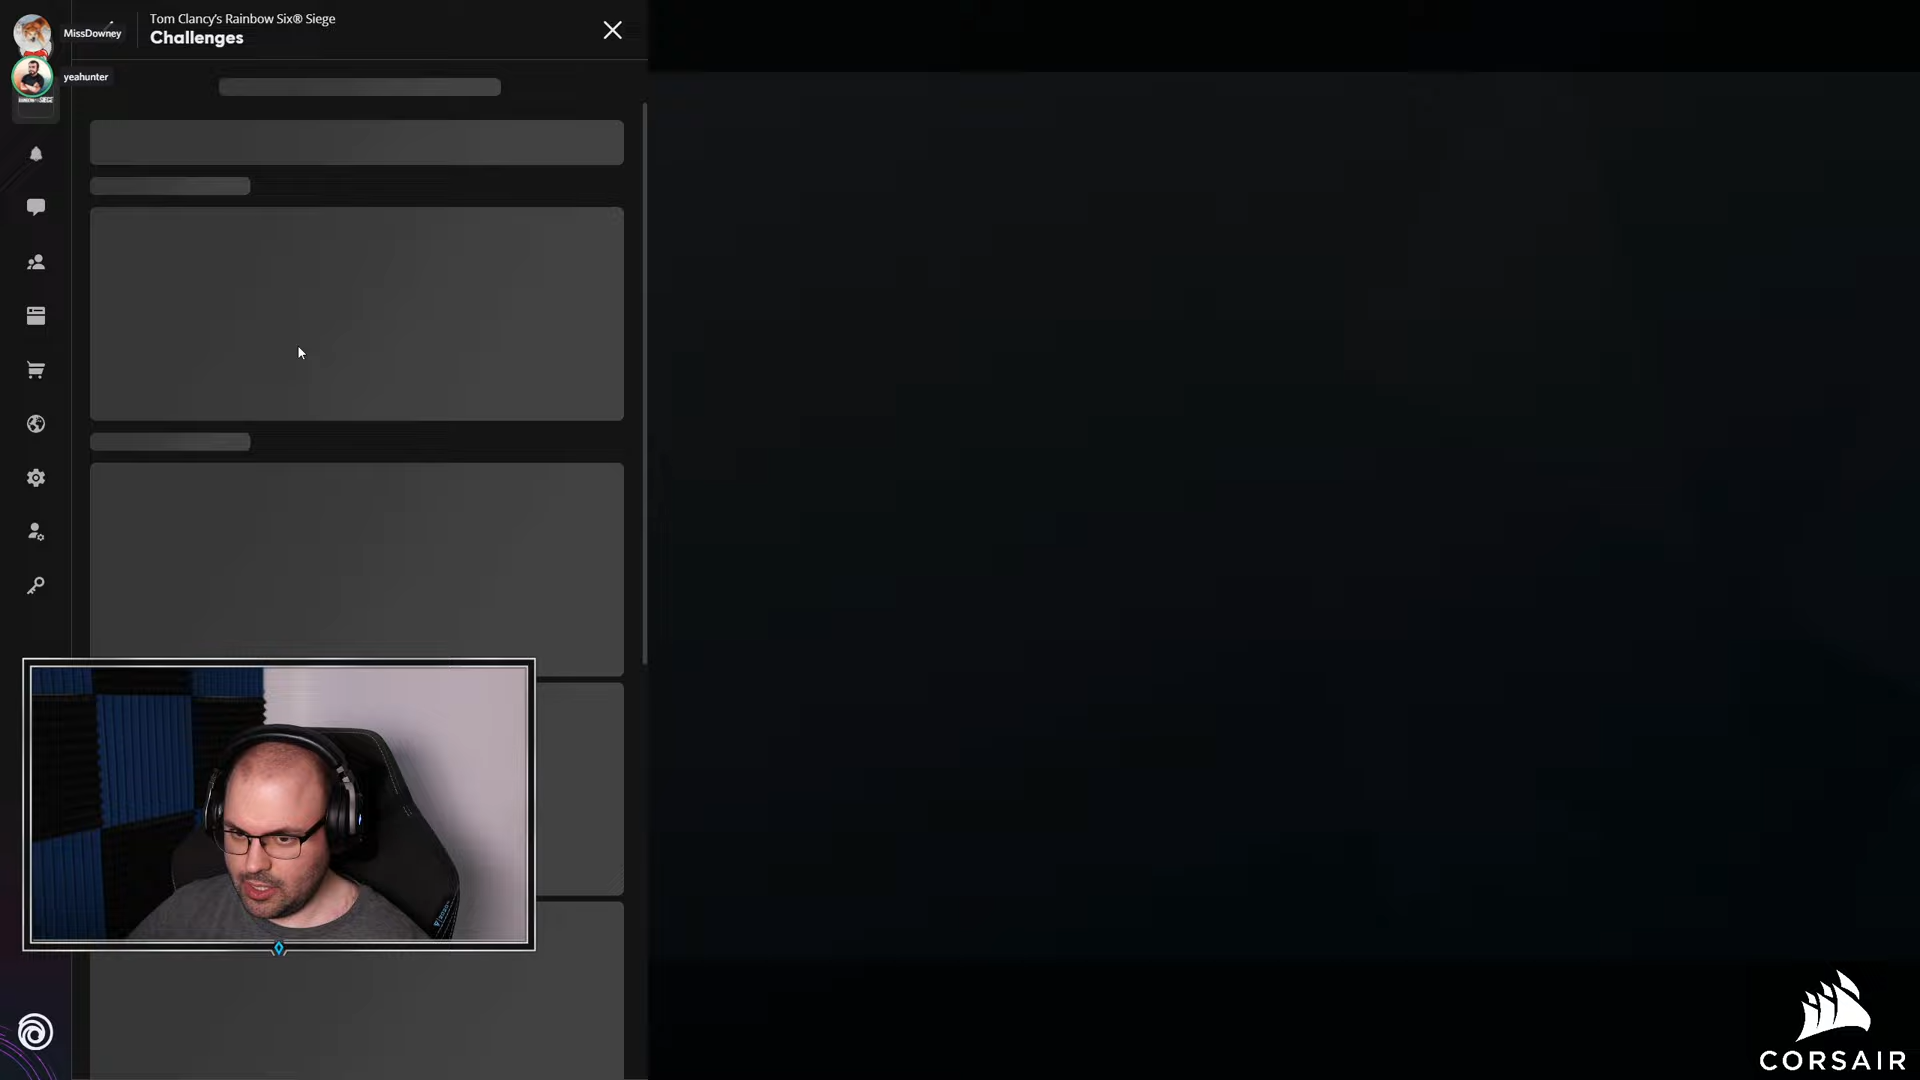 MissDowney
Tom Clancy's Rainbow Six® Siege
Challenges
yeahunter
CORSAIR